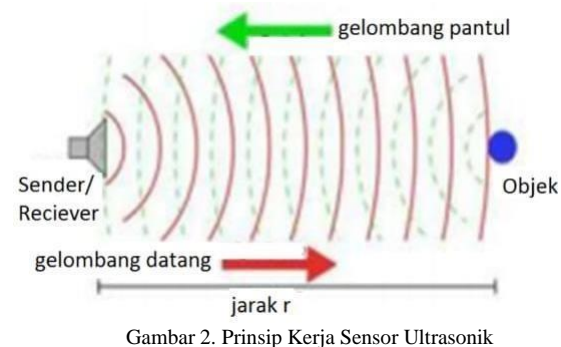 gelombang pantul
Sender/
Reciever
Objek
gelombang datang
jarak r
Gambar 2. Prinsip Kerja Sensor Ultrasonik